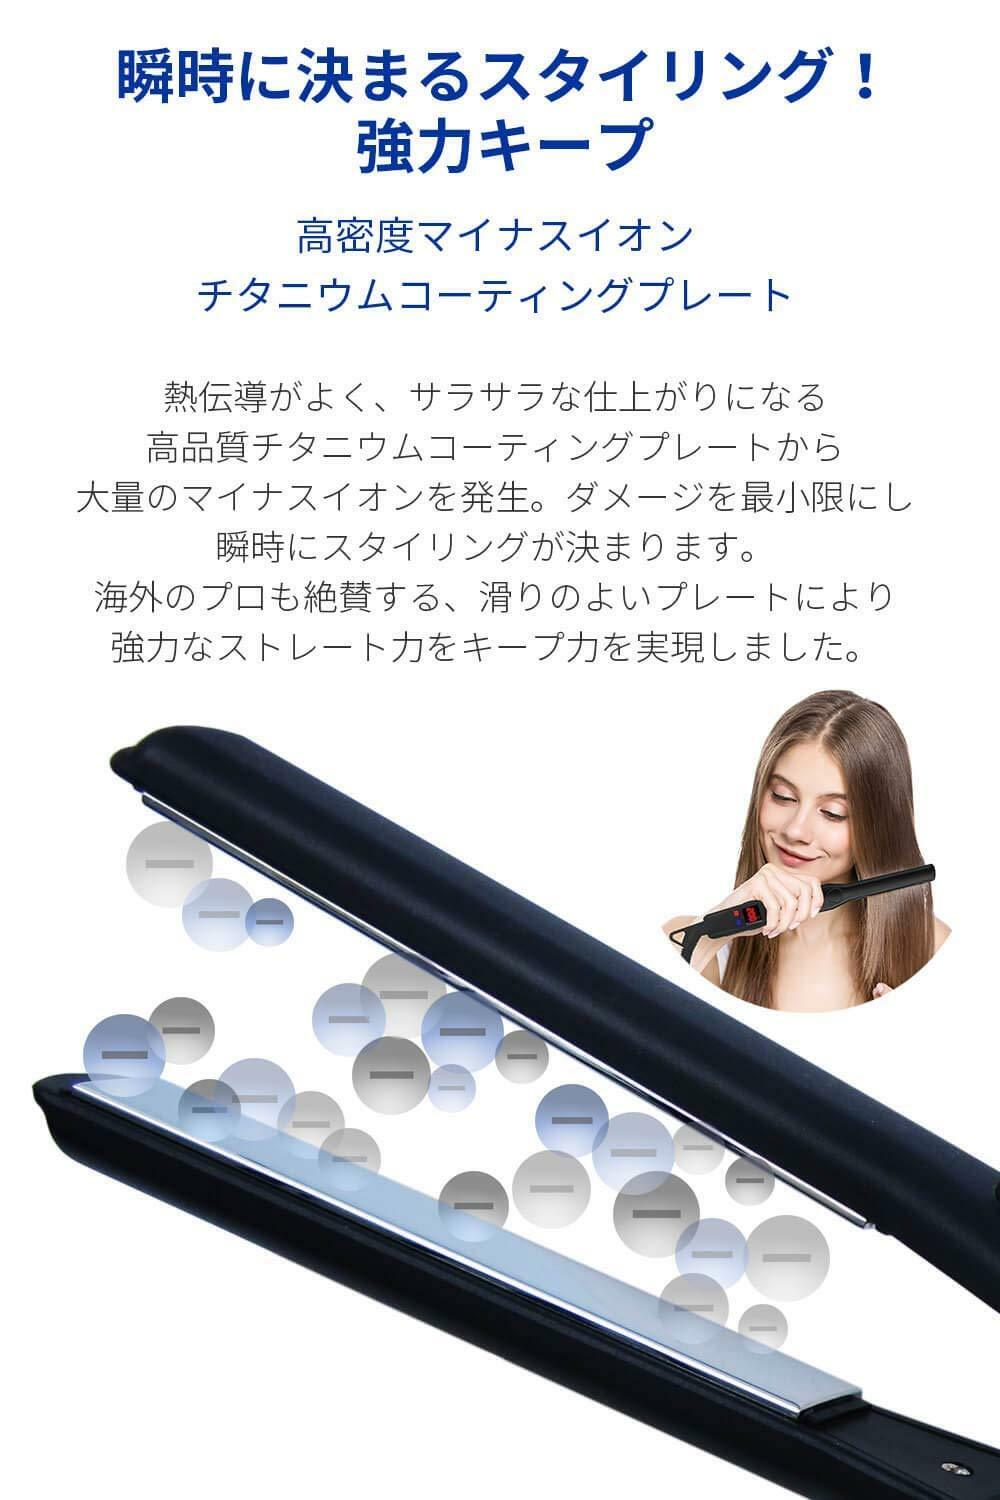 瞬時に決まるスタイリング！
強力キープ
高密度マイナスイオン
チタニウムコーティングプレート
熱伝導がよく、サラサラな仕上がりになる
高品質チタニウムコーティングプレートから
大量のマイナスイオンを発生。ダメージを最小限にし
瞬時にスタイリングが決まります。
海外のプロも絶賛する、滑りのよいプレートにより
強力なストレート力をキープ力を実現しました。